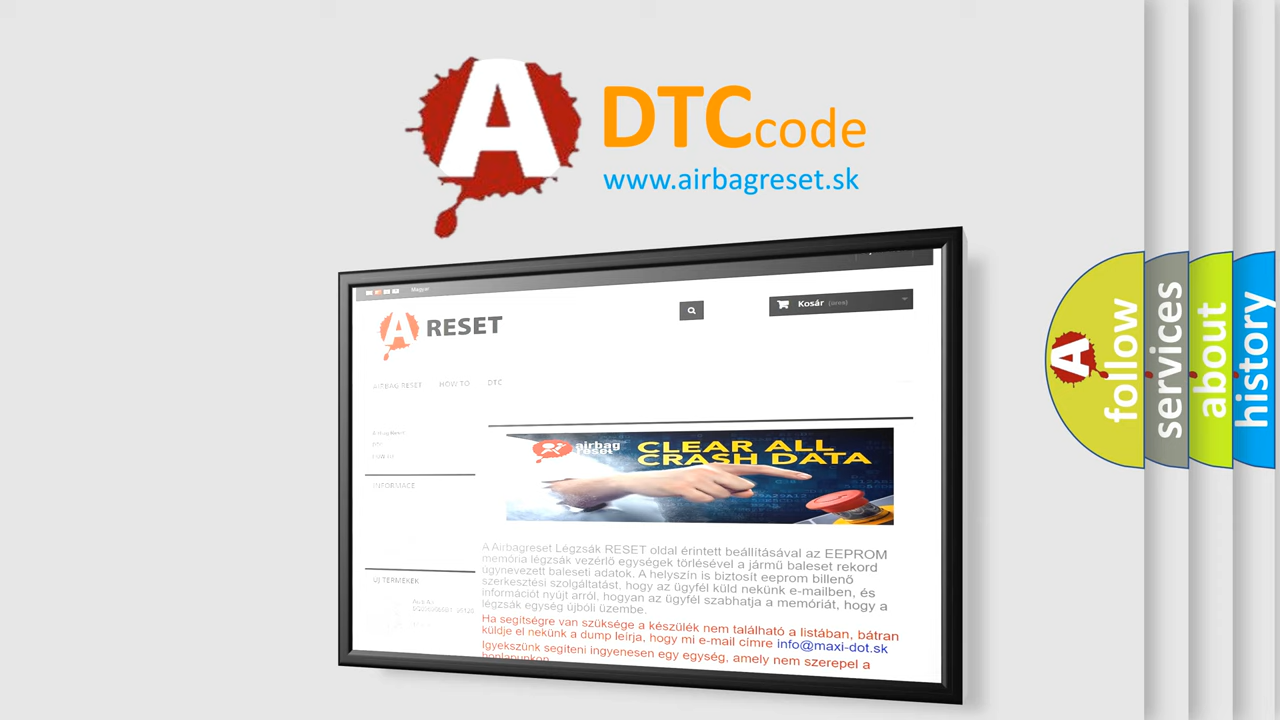 A DTC code
www.airbagreset.sk
Magyar
A RESET
Kosár (üres)
AIRBAG RESET HOW TO DTC
INFORMACE
airbag
reset
CLEAR ALL
CRASH DATA
A Airbagreset Légzsák RESET oldal érintett beállításával az EEPROM
memória légzsák vezérlő egységek törlésével a jármű baleset rekord
úgynevezett baleseti adatok. A helyszín is biztosít eeprom billenő
szerkesztési szolgáltatást, hogy az ügyfél küld nekünk e-mailben, és
információt nyújt arról, hogyan az ügyfél szabhatja a memóriát, hogy a
légzsák egység újbóli üzembe.
Ha segítségre van szüksége a készülék nem található a listában, bátran
küldje el nekünk a dump leírja, hogy mi e-mail címre info@maxi-dot.sk
Igyekszünk segíteni ingyenesen egy egység, amely nem szerepel a
honlapunkon
ÚJ TERMÉKEK
A follow
services
about
history